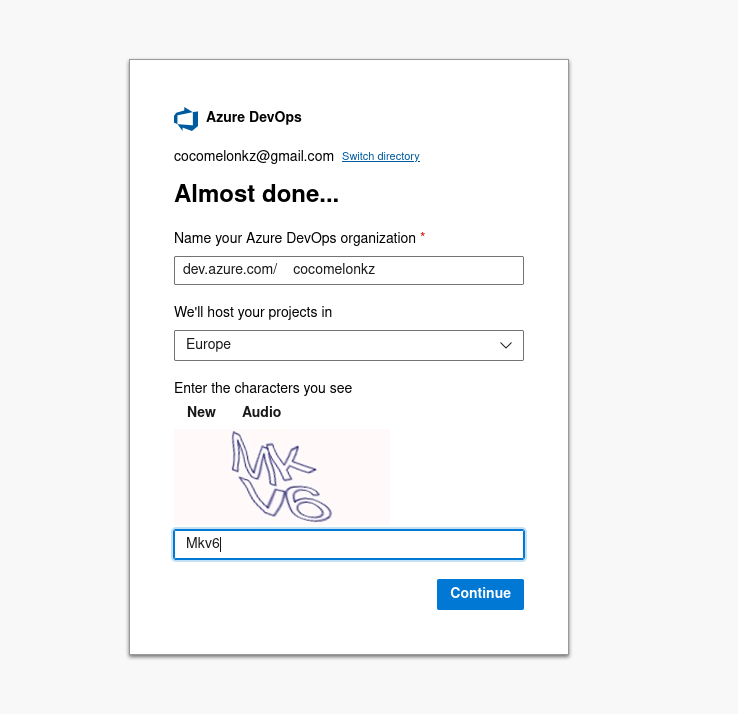 Azure DevOps
cocomelonkz@gmail.com Switch directory
Almost done...
Name your Azure DevOps organization *
dev.azure.com/ cocomelonkz
We'll host your projects in
Europe
Enter the characters you see
New Audio
MK
V6
Mkv6
Continue